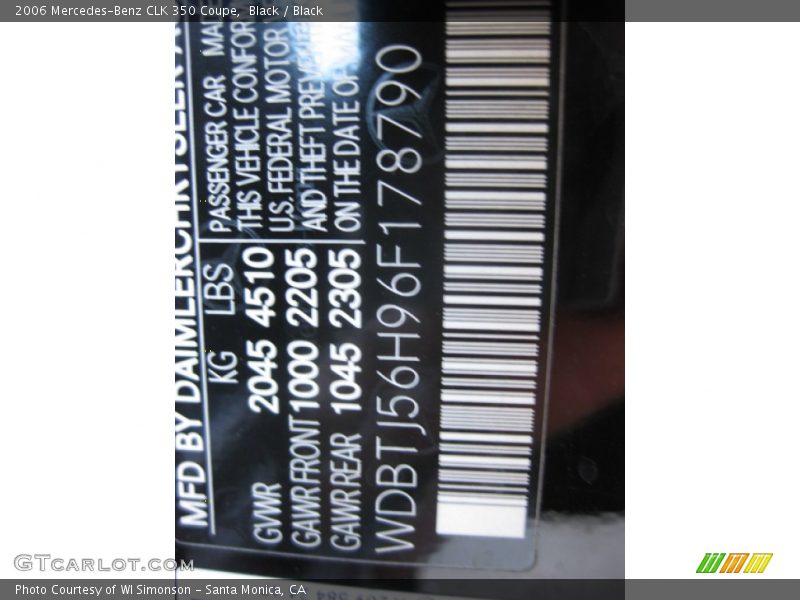 2006 Mercedes-Benz CLK 350 Coupe, Black / Black
MFD BY DAIMLERCHRYSLER
KG LBS
GVWR 2045 4510
GAWR FRONT 1000 2205
GAWR REAR 1045 2305
PASSENGER CAR
THIS VEHICLE
U.S. FEDERAL MOTOR
AND THEFT
ON THE DATE OF
WDBTJ56H96F178790
GTCarLot.com
Photo Courtesy of WI Simonson - Santa Monica, CA